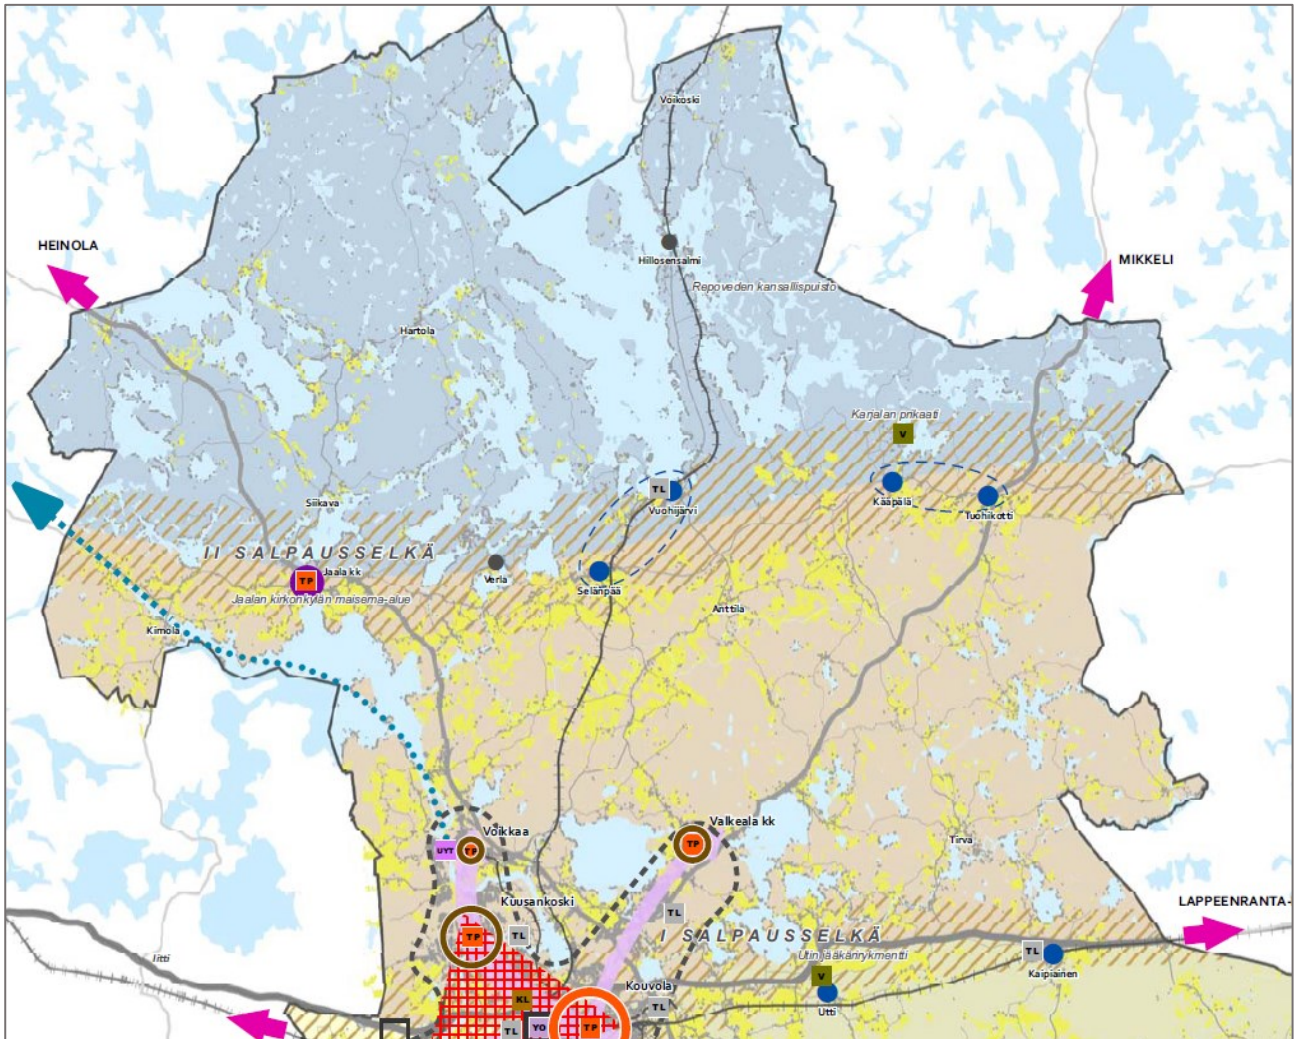 Voikoski
HEINOLA
Hillosensalmi
MIKKELI
Repoveden kansallispuisto
Hartola
Karjalan prikaati
V
Kääpälä
TL
Vuohijärvi
Tuohikotti
Siikava
II SALPAUSSELKÄ
Jaala kk
TP
Verla
Selänpää
Jaalan kirkonkylän maisema-alue
Anttila
Kimola
Valkeala kk
Voikkaa
UYT
TP
TP
Tirva
Kuusankoski
LAPPEENRANTA-
TL
TP
TL
I SALPAUSSELKÄ
Utin jääkärirykmentti
TL
Iitti
Kaipiainen
V
Kouvola
KL
TL
Utti
TL
YO
TP